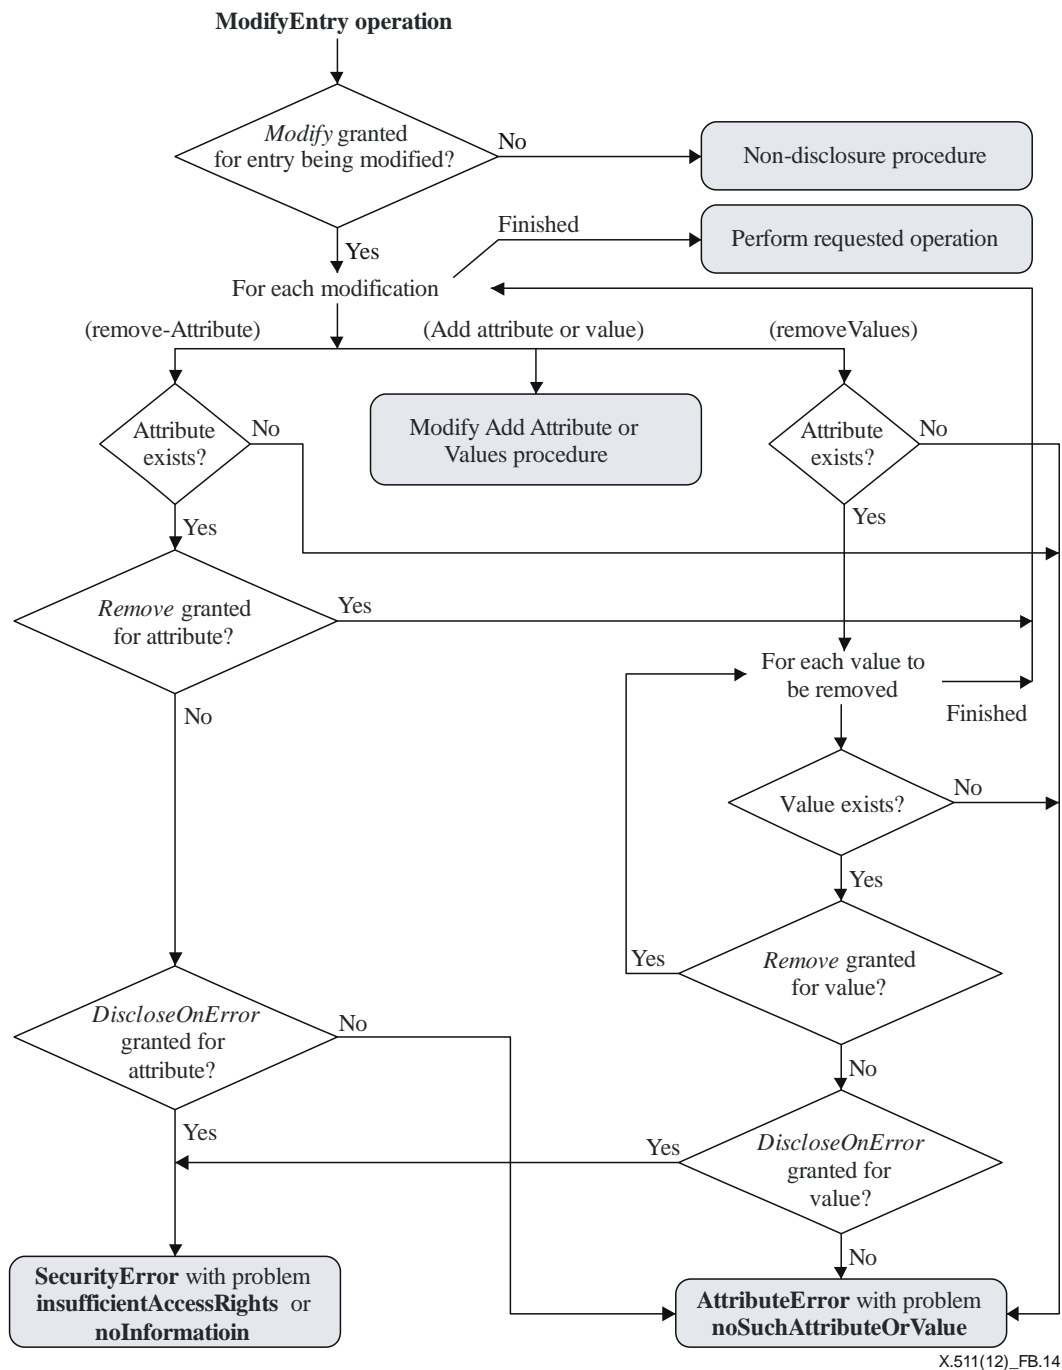 ModifyEntry operation
Modify granted
for entry being modified?
No
Non-disclosure procedure
Finished
Perform requested operation
Yes
For each modification
(remove-Attribute)
(Add attribute or value)
(removeValues)
Attribute
exists?
No
Modify Add Attribute or
Values procedure
Attribute
exists?
No
Yes
Yes
Remove granted
for attribute?
Yes
For each value to
be removed
Finished
No
Value exists?
No
Yes
Remove granted
for value?
Yes
DiscloseOnError
granted for
attribute?
No
No
Yes
DiscloseOnError
granted for
value?
Yes
No
SecurityError with problem
insufficientAccessRights or
noInformatioin
AttributeError with problem
noSuchAttributeOrValue
X.511(12)_FB.14